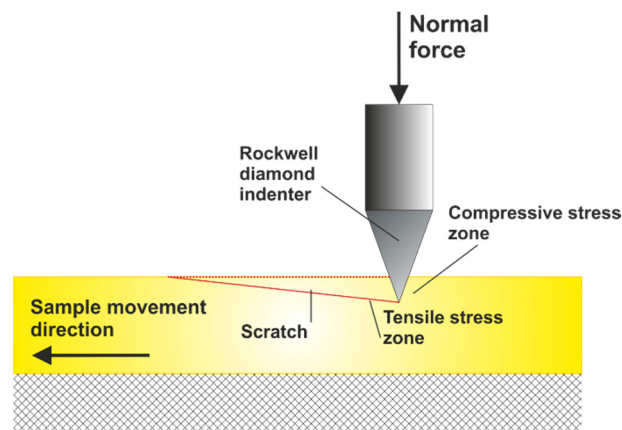 Normal
force
Rockwell
diamond
indenter
Compressive stress
zone
Sample movement
direction
Scratch
Tensile stress
zone